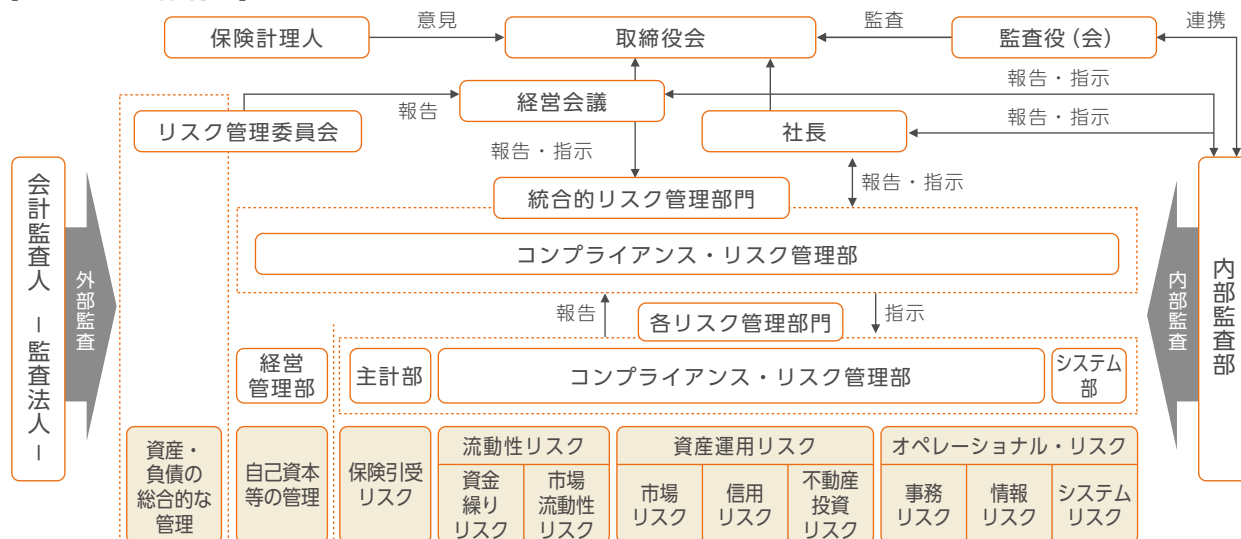 意見
監査
連携
保険計理人
取締役会
監査役（会）
報告・指示
経営会議
報告
リスク管理委員会
社長
報告・指示
報告・指示
報告・指示
統合的リスク管理部門
コンプライアンス・リスク管理部
会計監査人 ー監査法人ー
外部監査
内部監査
内部監査部
報告
各リスク管理部門
指示
経営
管理部
主計部
コンプライアンス・リスク管理部
システム
部
資産・
負債の
総合的な
管理
自己資本
等の管理
保険引受
リスク
流動性リスク
資金
繰り
リスク
市場
流動性
リスク
資産運用リスク
市場
リスク
信用
リスク
不動産
投資
リスク
オペレーショナル・リスク
事務
リスク
情報
リスク
システム
リスク